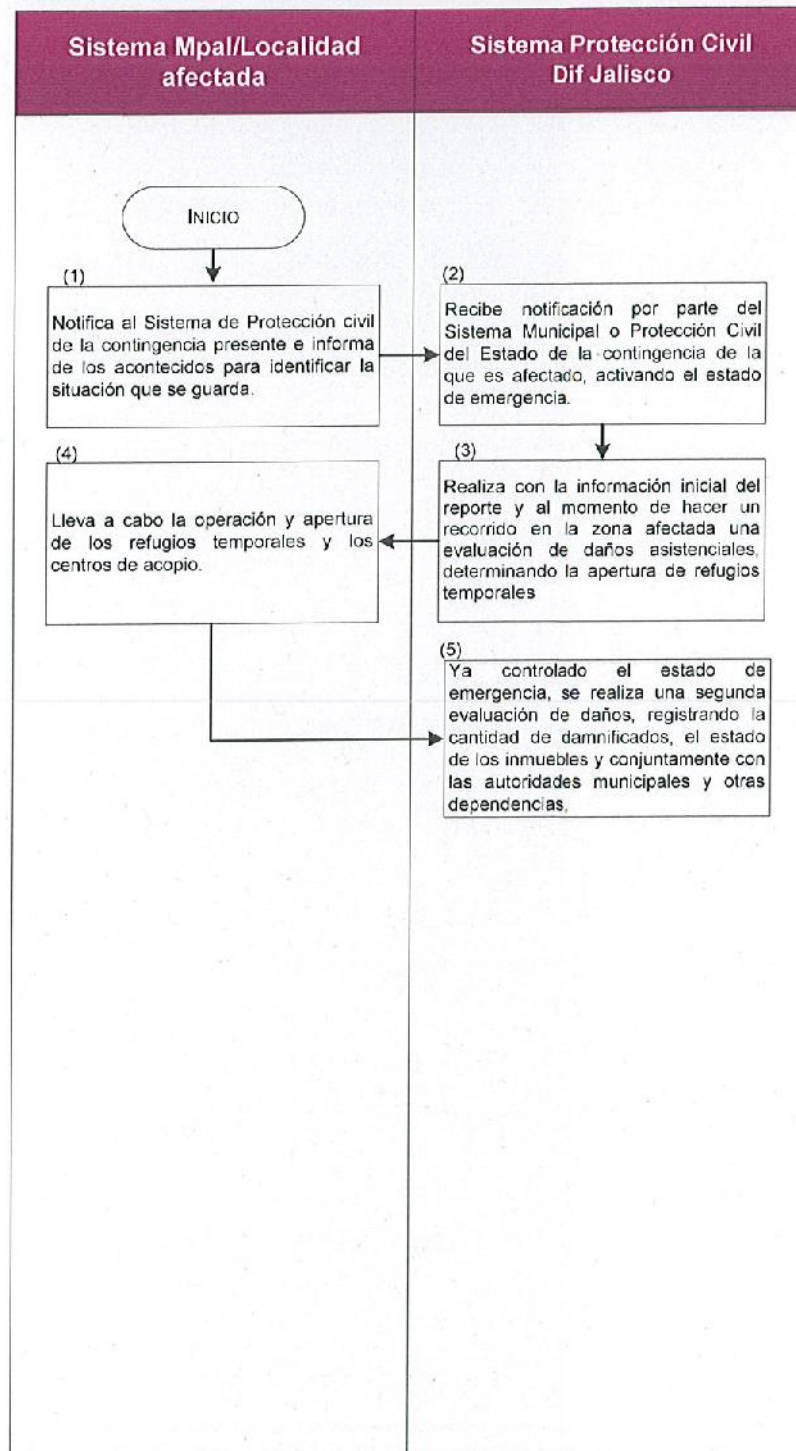 Sistema Mpal/Localidad
afectada
Sistema Protección Civil
Dif Jalisco
INICIO
(1)
Notifica al Sistema de Protección civil
de la contingencia presente e informa
de los acontecidos para identificar la
situación que se guarda.
(2)
Recibe notificación por parte del
Sistema Municipal o Protección Civil
del Estado de la contingencia de la
que es afectado, activando el estado
de emergencia.
(3)
Realiza con la información inicial del
reporte y al momento de hacer un
recorrido en la zona afectada una
evaluación de daños asistenciales,
determinando la apertura de refugios
temporales
(4)
Lleva a cabo la operación y apertura
de los refugios temporales y los
centros de acopio.
(5)
Ya controlado el estado de
emergencia, se realiza una segunda
evaluación de daños, registrando la
cantidad de damnificados, el estado
de los inmuebles y conjuntamente con
las autoridades municipales y otras
dependencias,